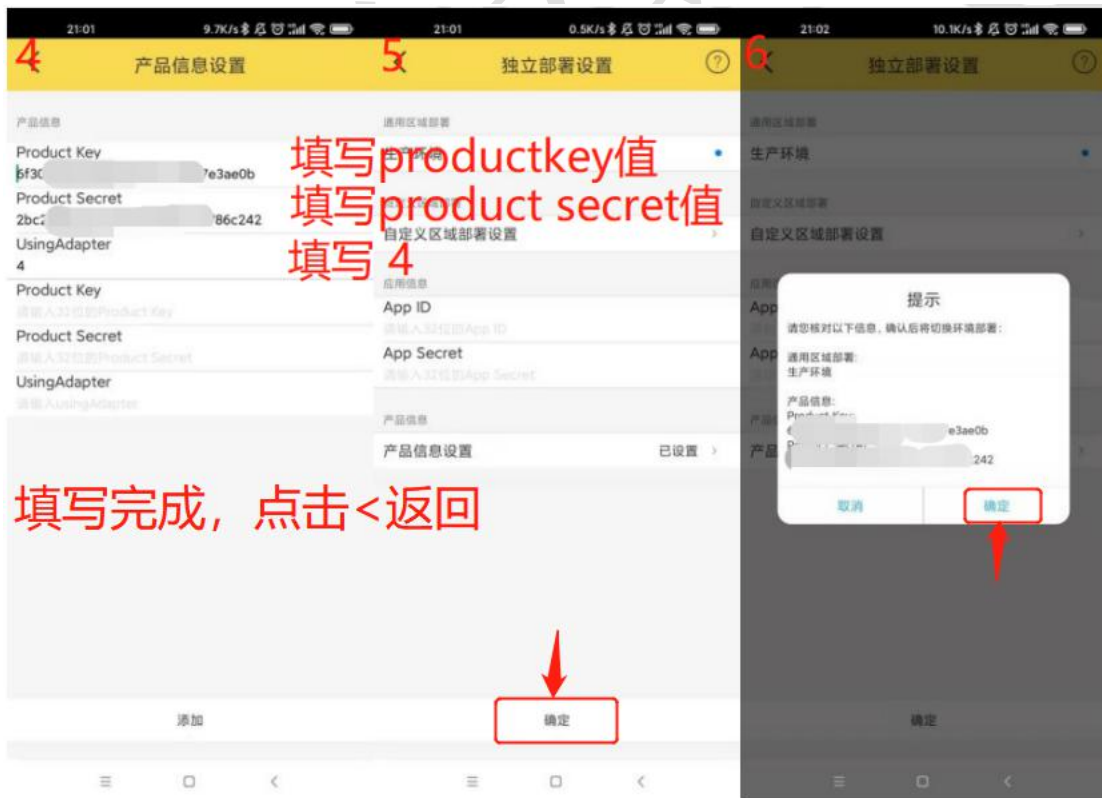 21:01
9.7K/s
4
产品信息设置
产品信息
Product Key
6f30
7e3ae0b
填写productkey值
Product Secret
2bc2
786c242
填写product secret值
UsingAdapter
4
填写 4
Product Key
请输入32位的Product Key
Product Secret
请输入32位的Product Secret
UsingAdapter
请输入usingAdapter
填写完成，点击<返回
添加
21:01
0.5K/s
5
独立部署设置
?
通用区域部署
生产环境
自定义区域部署设置
应用信息
App ID
请输入32位的App ID
App Secret
请输入32位的App Secret
产品信息
产品信息设置
已设置
确定
21:02
10.1K/s
6
独立部署设置
?
通用区域部署
生产环境
自定义区域部署
自定义区域部署设置
App
App
提示
请您核对以下信息，确认后将切换环境部署：
通用区域部署:
生产环境
产品信息:
e3ae0b
242
取消
确定
确定